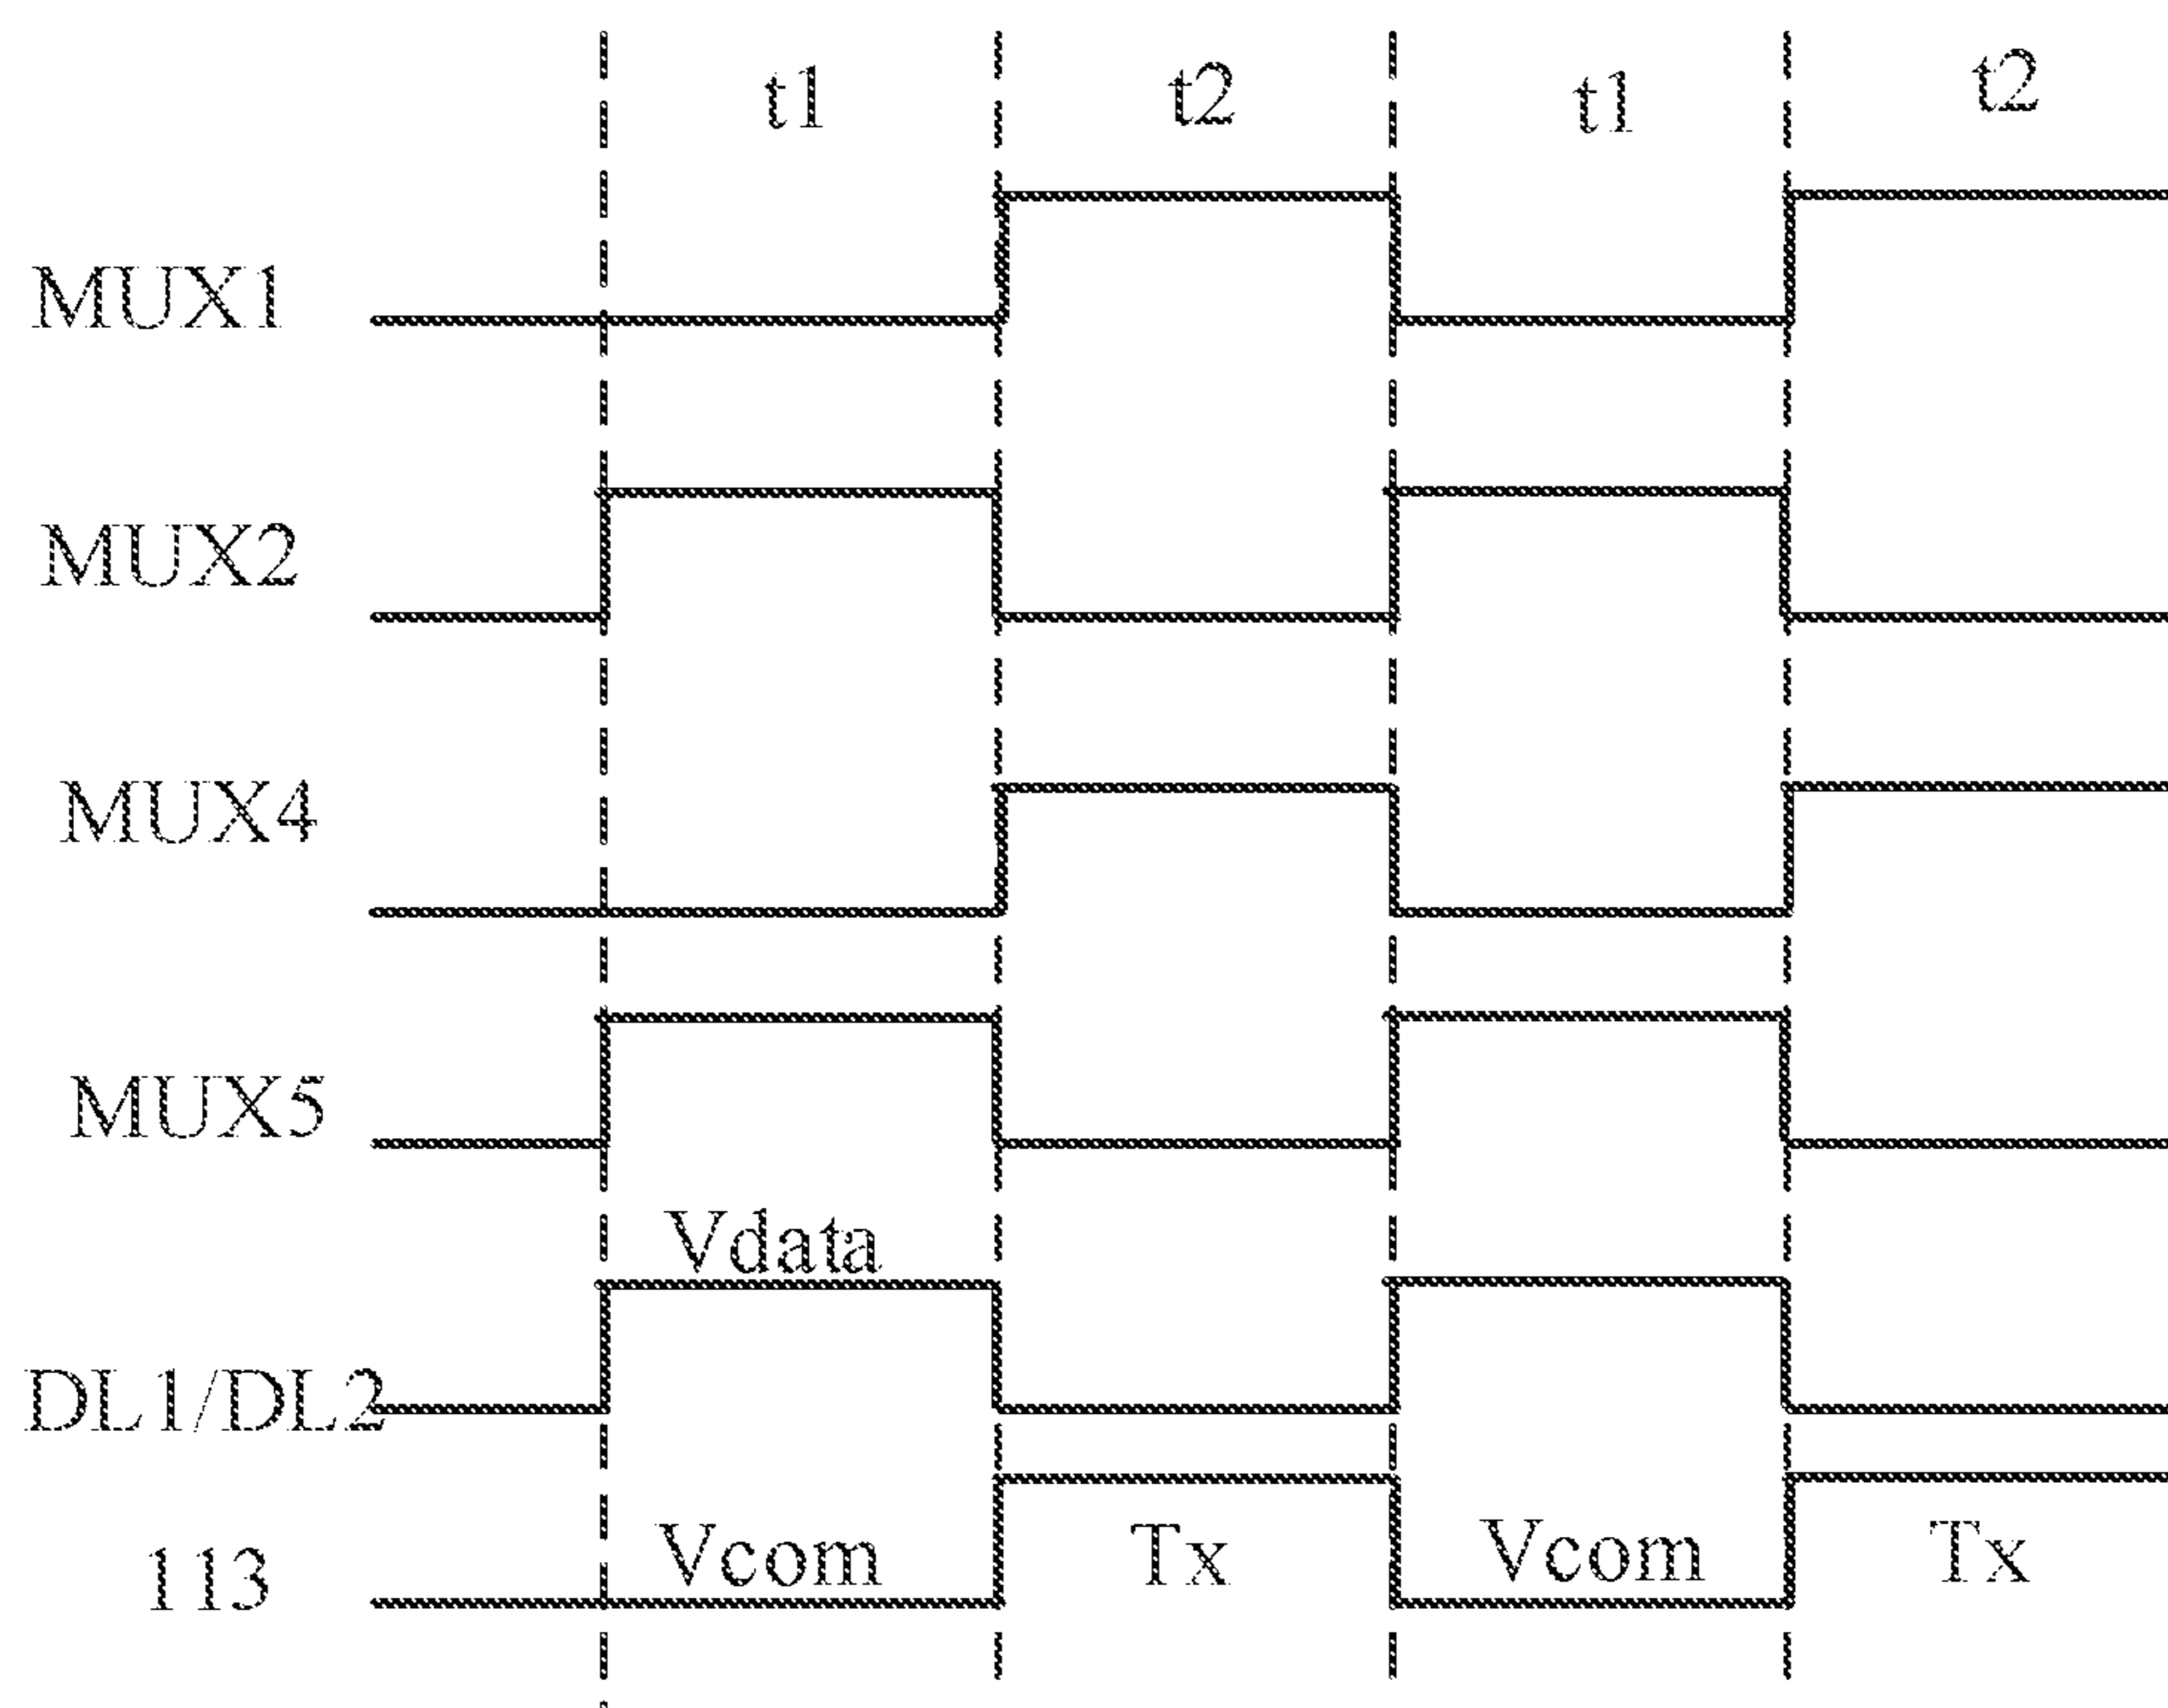 t1 t2 t1 t2
MUX1
MUX2
MUX4
MUX5
Vdata
DL1/DL2
113 Vcom Tx Vcom Tx